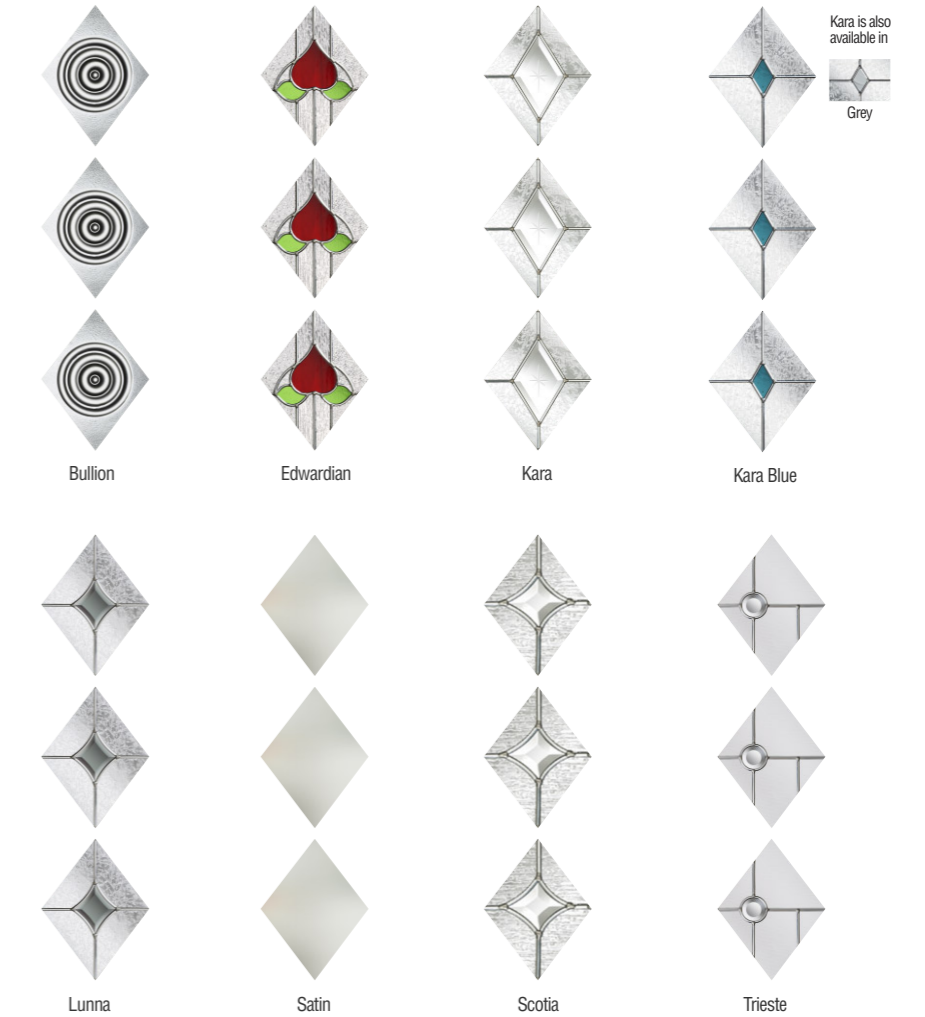 Kara is also
available in
Grey
Bullion
Edwardian
Kara
Kara Blue
Lunna
Satin
Scotia
Trieste